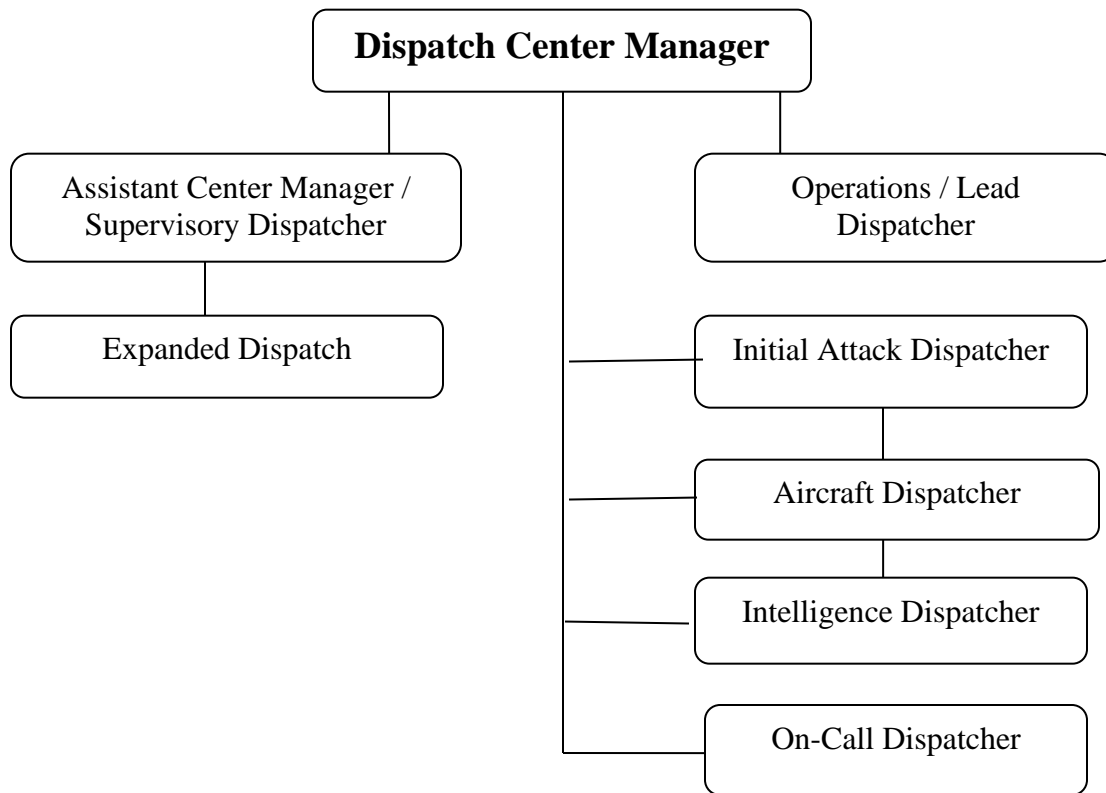 Dispatch Center Manager
Assistant Center Manager /
Supervisory Dispatcher
Operations / Lead
Dispatcher
Expanded Dispatch
Initial Attack Dispatcher
Aircraft Dispatcher
Intelligence Dispatcher
On-Call Dispatcher